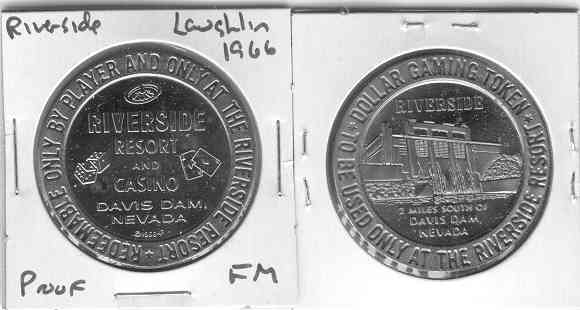 Riverside
Laughlin
1966
REDEEMABLE ONLY BY PLAYER AND ONLY AT THE RIVERSIDE RESORT ★
RIVERSIDE
RESORT
AND
CASINO
DAVIS DAM,
NEVADA
Proof
FM
DOLLAR GAMING TOKEN
TO BE USED ONLY AT THE RIVERSIDE RESORT
RIVERSIDE
2 MILES SOUTH OF
DAVIS DAM,
NEVADA